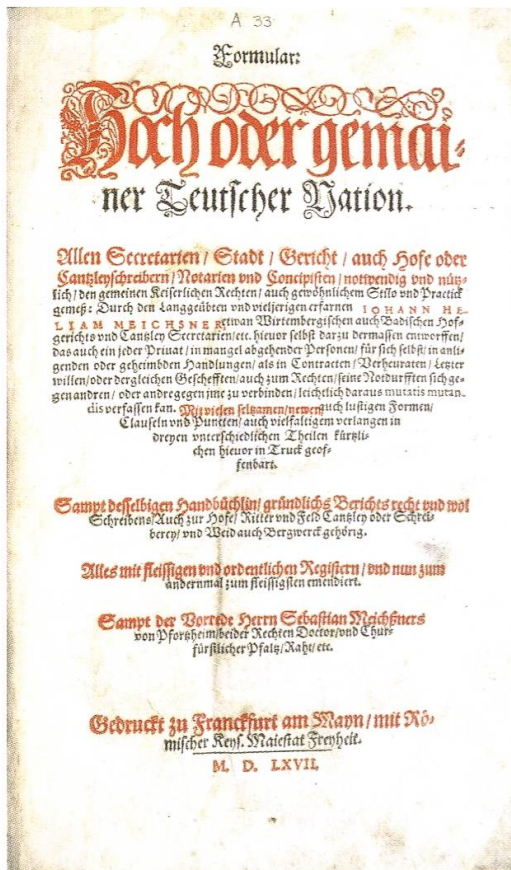 A 33
Formular:
Hoch oder gemai-
ner Teutscher Nation.
Allen Secretarien / Stadt / Gericht / auch Hofe oder
Cantzleyschreibern / Notarien vnd Concipisten / notwendig vnd nütz-
lich / den gemeinen Keiserlichen Rechten / auch gewöhnlichem Stilo vnd Practick
gemeß: Durch den Langgeübten vnd vieljerigen erfarnen IOHANN HE-
LIAM MEICHSNER etwan Wirtembergischen auch Badischen Hof-
gerichts vnd Cantzley Secretarien / etc. hievor selbst darzu dermassen entworffen /
das auch ein jeder Privat / in mangel abgehender Personen / für sich selbst / in anli-
genden oder geheimbden Handlungen / als in Contracten / Verheuraten / Letzter
willen / oder dergleichen Geschefften / auch zum Rechten / seine Notdurfften sich ge-
gen andren / oder andre gegen jme zu verbinden / leichtlich daraus mutatis mutan-
dis verfassen kan. Mit vielen seltzamen / newen auch lustigen Formen /
Clauseln vnd Puncten / auch vielfaltigem verlangen in
dreyen vnterschiedlichen Theilen kürtzli-
chen hievor in Truck geof-
fenbart.
Sampt desselbigen Handbüchlin / gründlichs Berichts recht vnd wol
Schreibens / Auch zur Hofe / Ritter vnd Feld Cantzley oder Schrei-
berey / vnd Weid auch Bergwerck gehörig.
Alles mit fleissigen vnd ordentlichen Registern / vnd nun zum
andernmal zum fleissigsten emendiert.
Sampt der Vorrede Herrn Sebastian Meichßners
von Pfortzheim / beider Rechten Doctor / vnd Chur-
fürstlicher Pfaltz / Raht / etc.
Gedruckt zu Franckfurt am Mayn / mit Rö-
mischer Keys. Maiestat Freyheit.
M. D. LXVII.